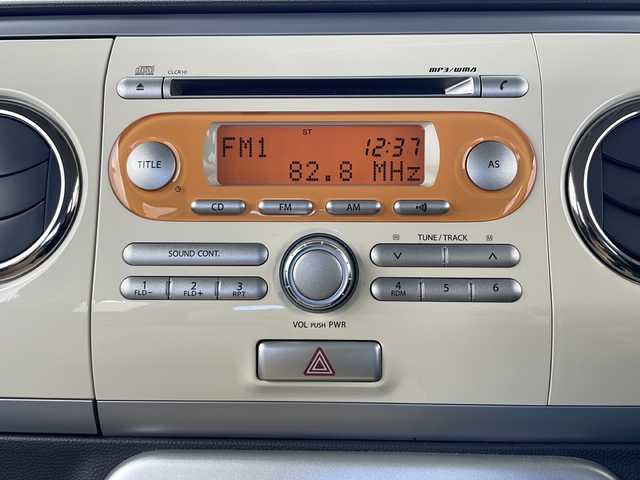 CLCR10 MP3/WMA
ST
FM1 12:37
82.8 MHz
TITLE
AS
CD FM AM
SOUND CONT.
TUNE/TRACK
1 2 3
FLD− FLD+ RPT
4 5 6
RDM
VOL PUSH PWR